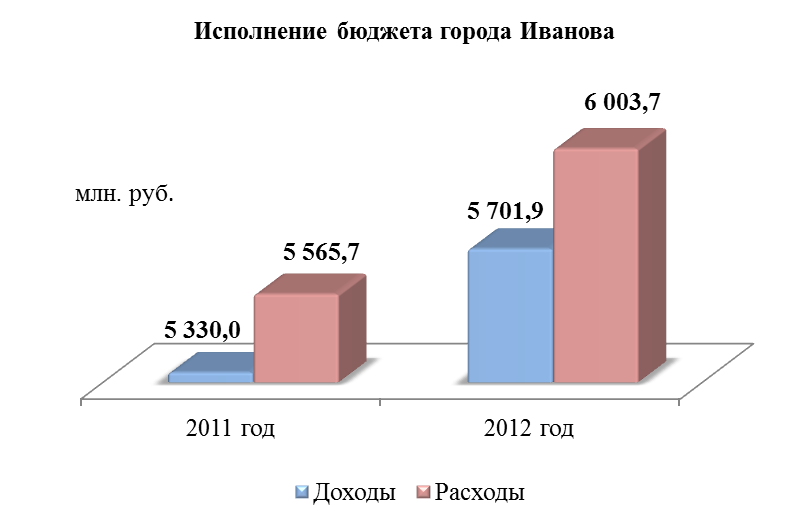 Исполнение бюджета города Иванова
6 003,7
млн. руб.
5 701,9
5 565,7
5 330,0
2011 год
2012 год
Доходы
Расходы